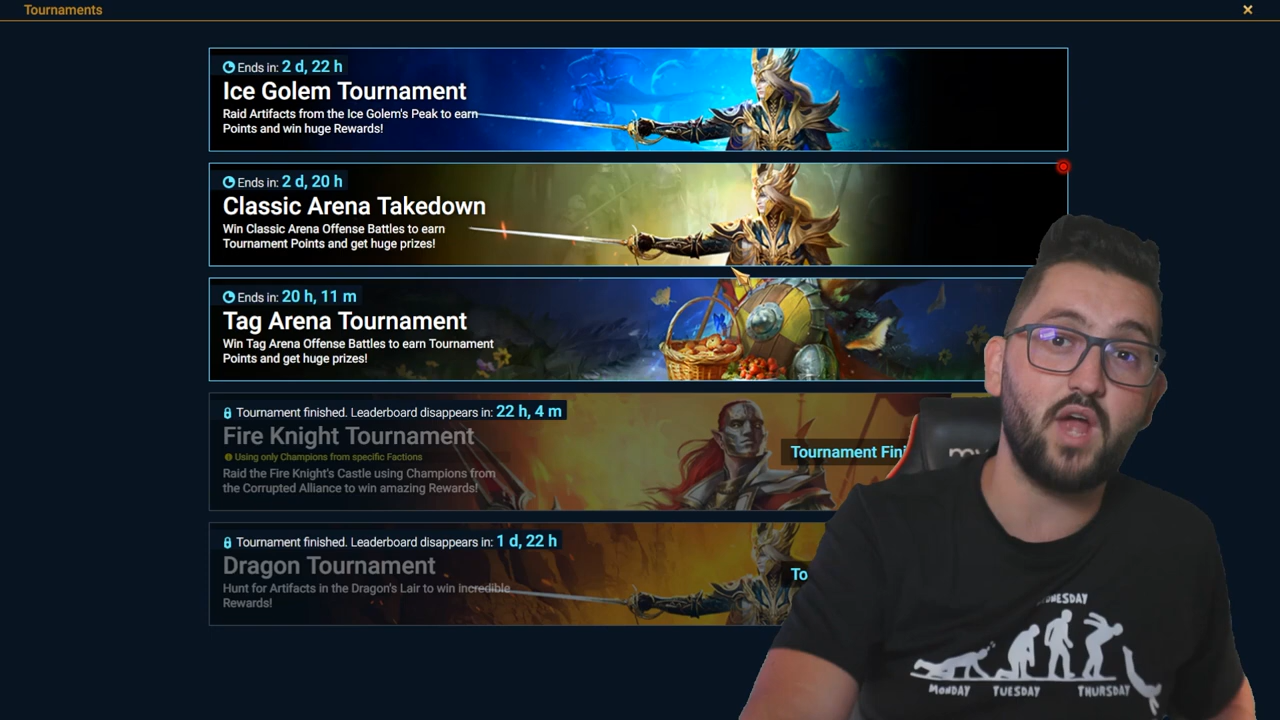 Tournaments
Ends in: 2 d, 22 h
Ice Golem Tournament
Raid Artifacts from the Ice Golem's Peak to earn
Points and win huge Rewards!
Ends in: 2 d, 20 h
Classic Arena Takedown
Win Classic Arena Offense Battles to earn
Tournament Points and get huge prizes!
Ends in: 20 h, 11 m
Tag Arena Tournament
Win Tag Arena Offense Battles to earn Tournament
Points and get huge prizes!
Tournament finished. Leaderboard disappears in: 22 h, 4 m
Fire Knight Tournament
Using only Champions from specific Factions
Raid the Fire Knight's Castle using Champions from
the Corrupted Alliance to win amazing Rewards!
Tournament Fini
Tournament finished. Leaderboard disappears in: 1 d, 22 h
Dragon Tournament
Hunt for Artifacts in the Dragon's Lair to win incredible
Rewards!
To
MONDAY TUESDAY THURSDAY